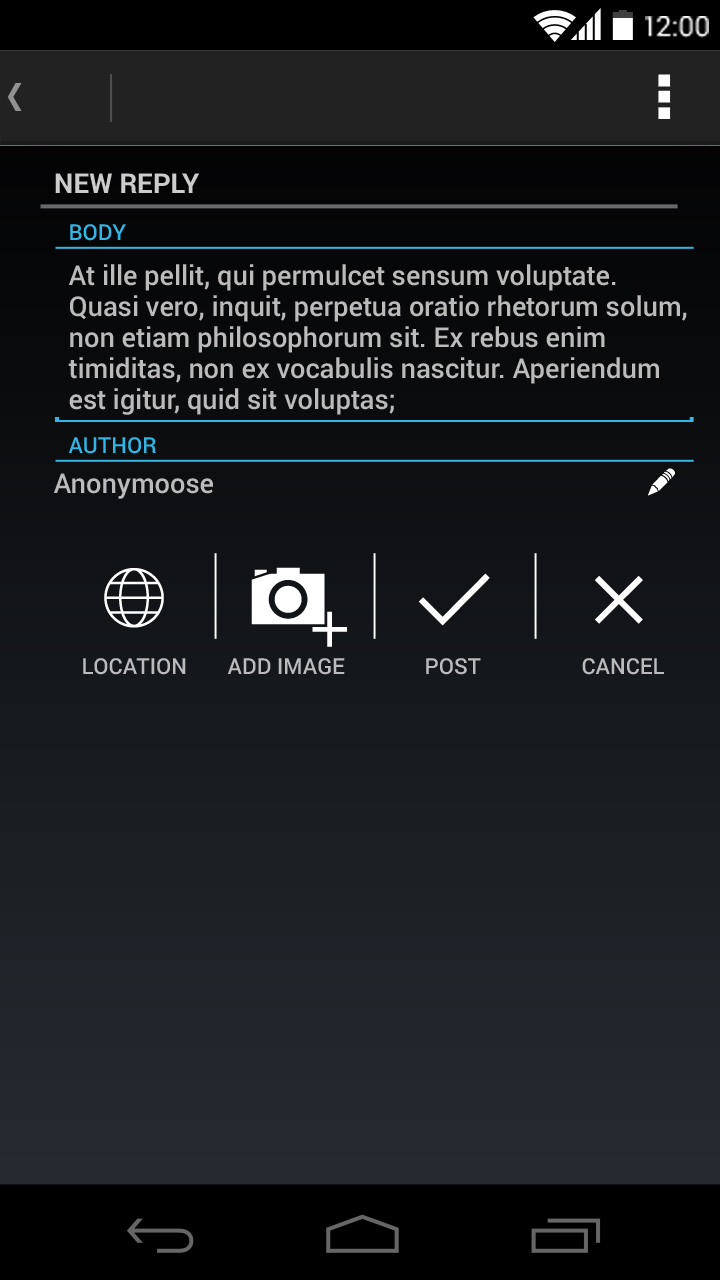 12:00
NEW REPLY
BODY
At ille pellit, qui permulcet sensum voluptate.
Quasi vero, inquit, perpetua oratio rhetorum solum,
non etiam philosophorum sit. Ex rebus enim
timiditas, non ex vocabulis nascitur. Aperiendum
est igitur, quid sit voluptas;
AUTHOR
Anonymoose
LOCATION ADD IMAGE POST CANCEL